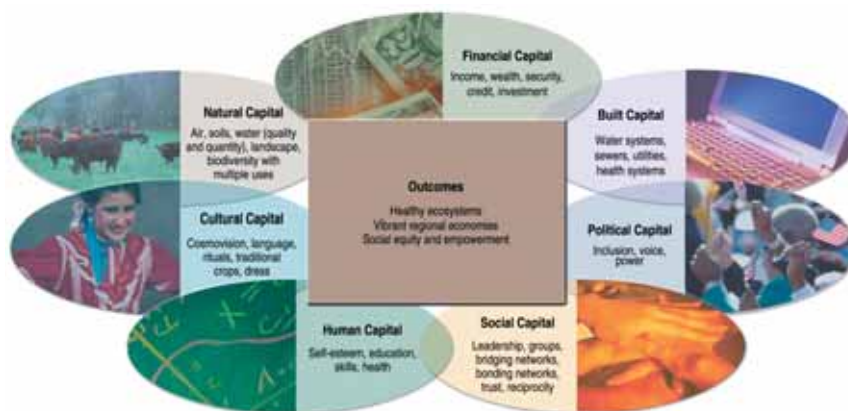 Financial Capital
Income, wealth, security,
credit, investment
Natural Capital
Air, soils, water (quality
and quantity), landscape,
biodiversity with
multiple uses
Built Capital
Water systems,
sewers, utilities,
health systems
Outcomes
Healthy ecosystems
Vibrant regional economies
Social equity and empowerment
Cultural Capital
Cosmovision, language,
rituals, traditional
crops, dress
Political Capital
Inclusion, voice,
power
Human Capital
Self-esteem, education,
skills, health
Social Capital
Leadership, groups,
bridging networks,
bonding networks,
trust, reciprocity